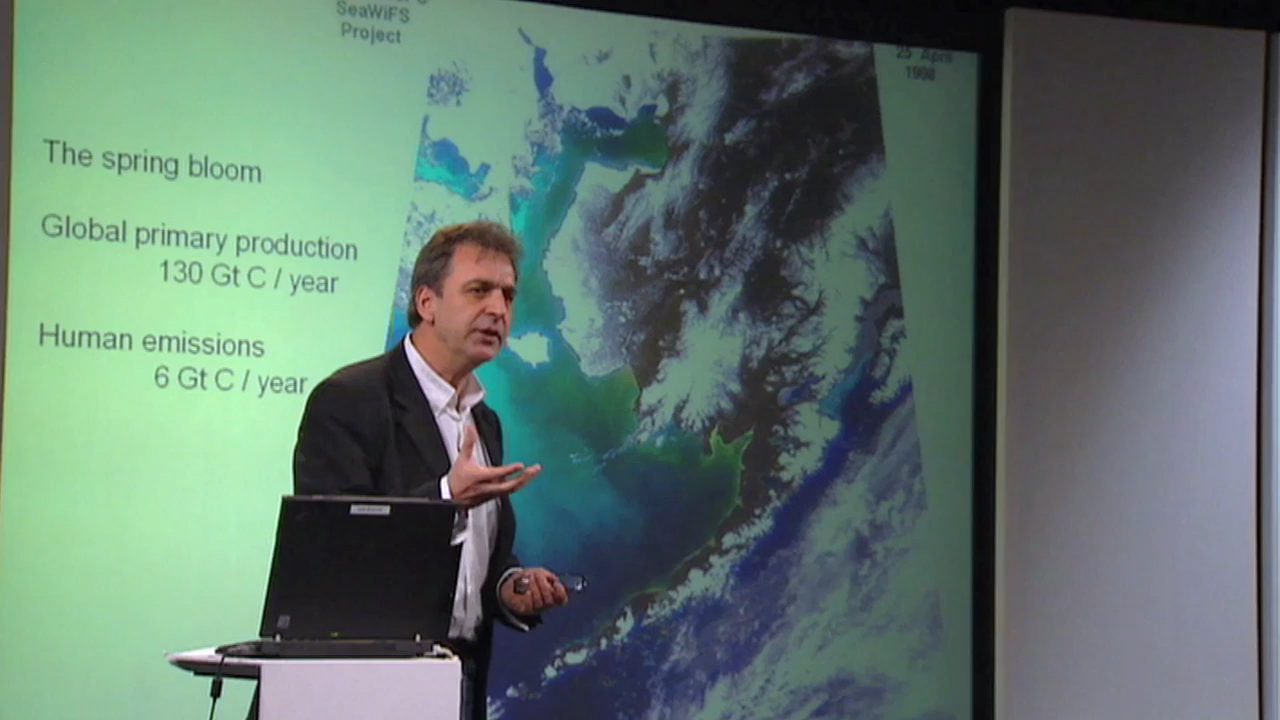 SeaWiFS
Project
25 April
1998
The spring bloom
Global primary production
130 Gt C / year
Human emissions
6 Gt C / year